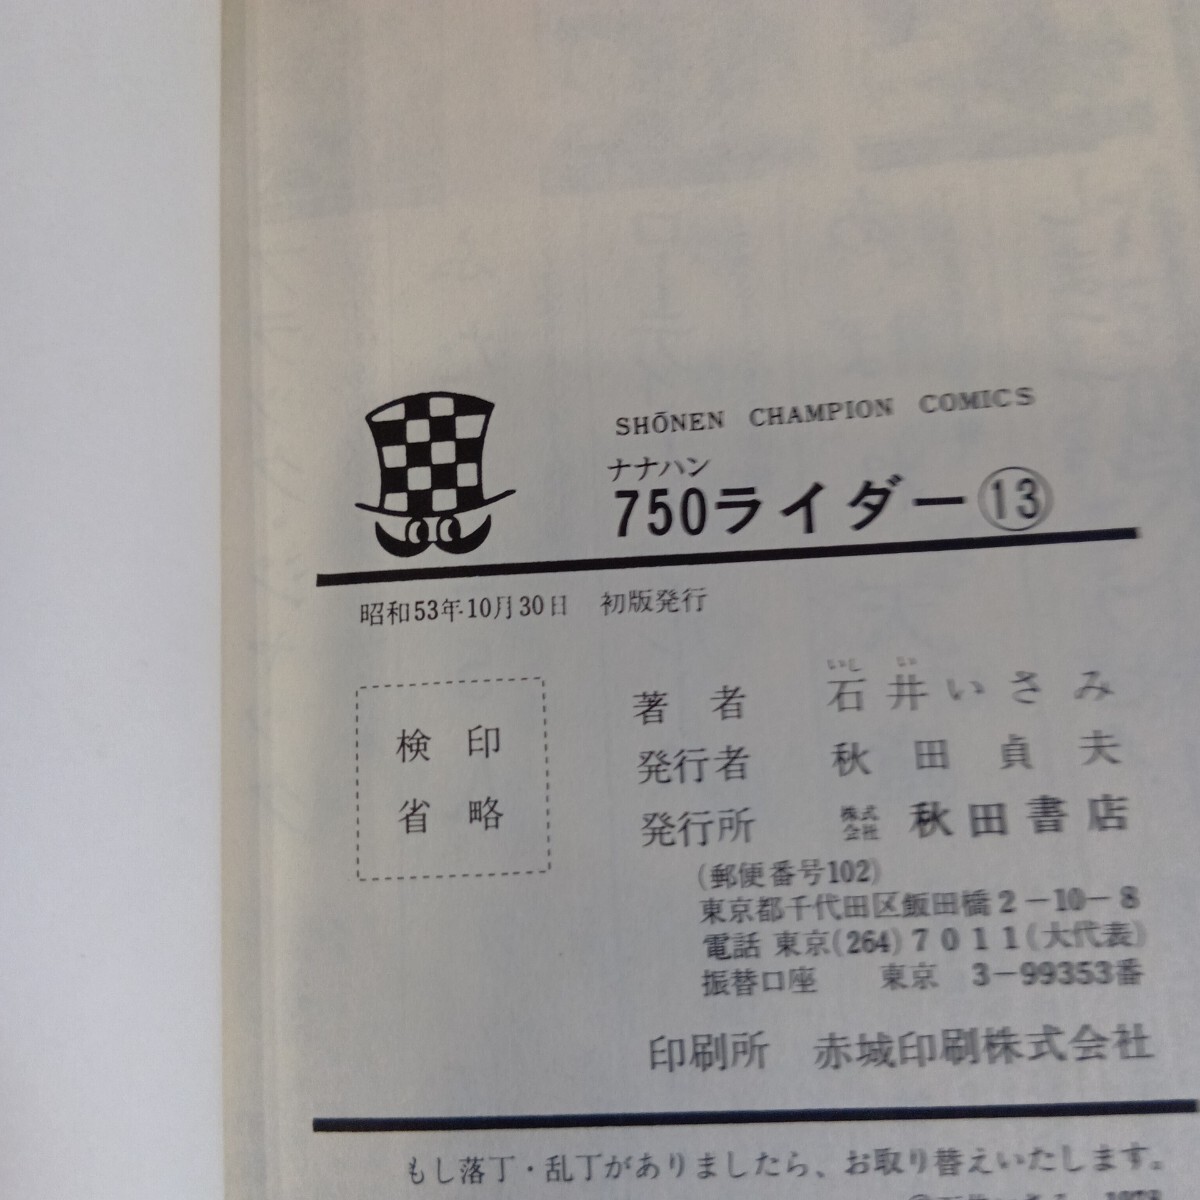 SHŌNEN CHAMPION COMICS
ナナハン
750ライダー⑬
昭和53年10月30日 初版発行
検印
省略
いし い
著者 石井いさみ
発行者 秋田貞夫
発行所 株式会社 秋田書店
(郵便番号102)
東京都千代田区飯田橋2-10-8
電話 東京(264)7011(大代表)
振替口座 東京 3-99353番
印刷所 赤城印刷株式会社
もし落丁・乱丁がありましたら、お取り替えいたします。